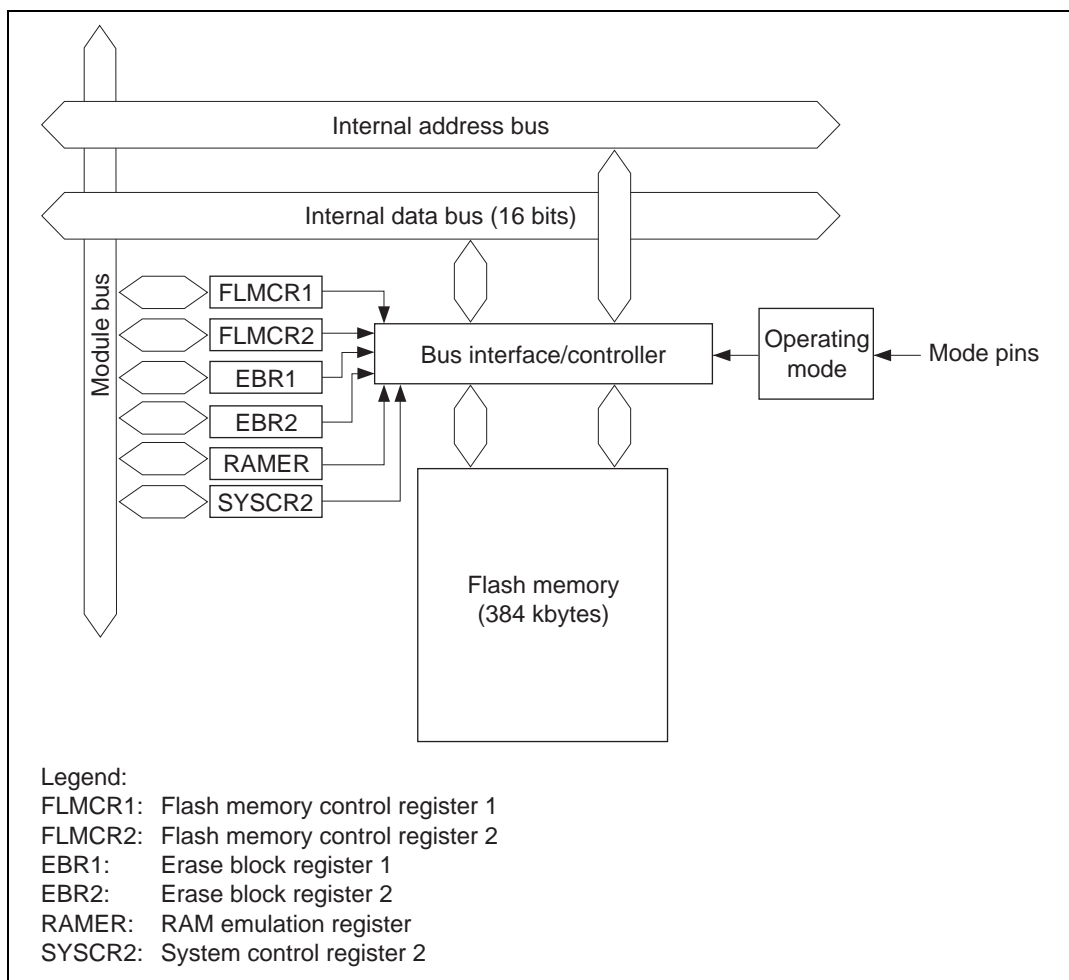 Internal address bus
Internal data bus (16 bits)
Module bus
FLMCR1
FLMCR2
EBR1
EBR2
RAMER
SYSCR2
Bus interface/controller
Operating
mode
Mode pins
Flash memory
(384 kbytes)
Legend:
FLMCR1: Flash memory control register 1
FLMCR2: Flash memory control register 2
EBR1: Erase block register 1
EBR2: Erase block register 2
RAMER: RAM emulation register
SYSCR2: System control register 2